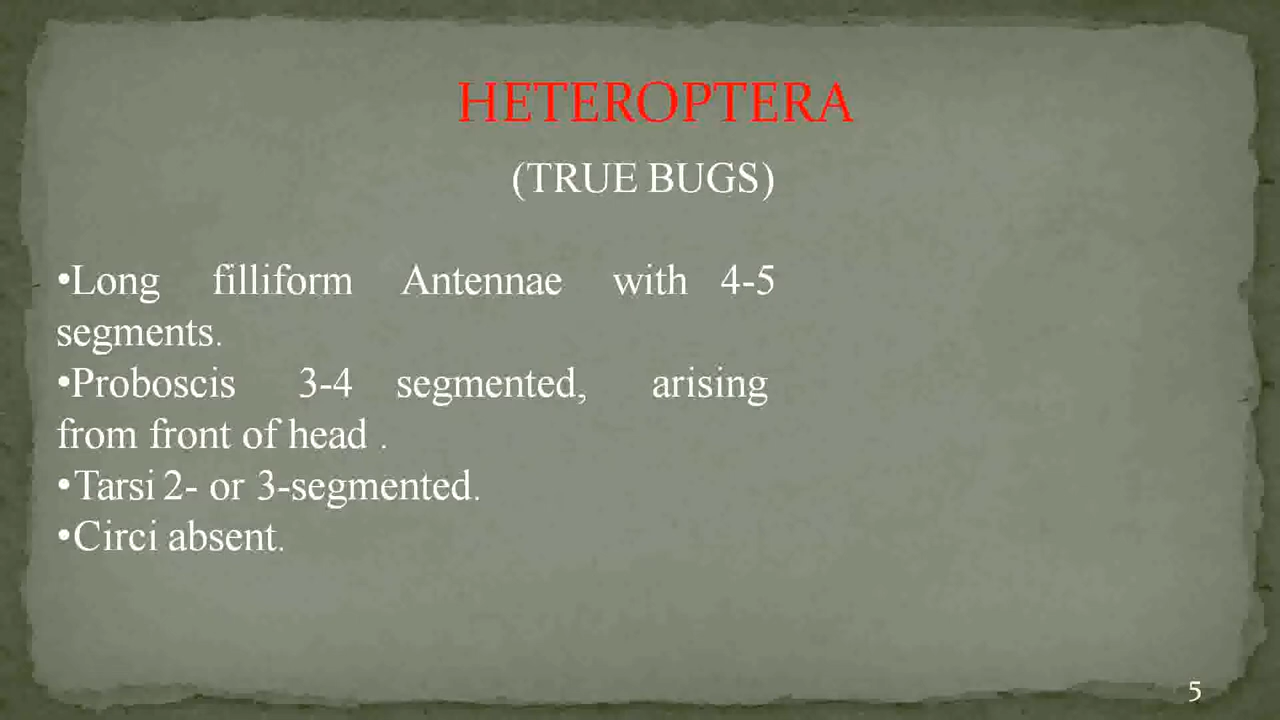 HETEROPTERA
(TRUE BUGS)
•Long filliform Antennae with 4-5
segments.
•Proboscis 3-4 segmented, arising
from front of head .
•Tarsi 2- or 3-segmented.
•Circi absent.
5